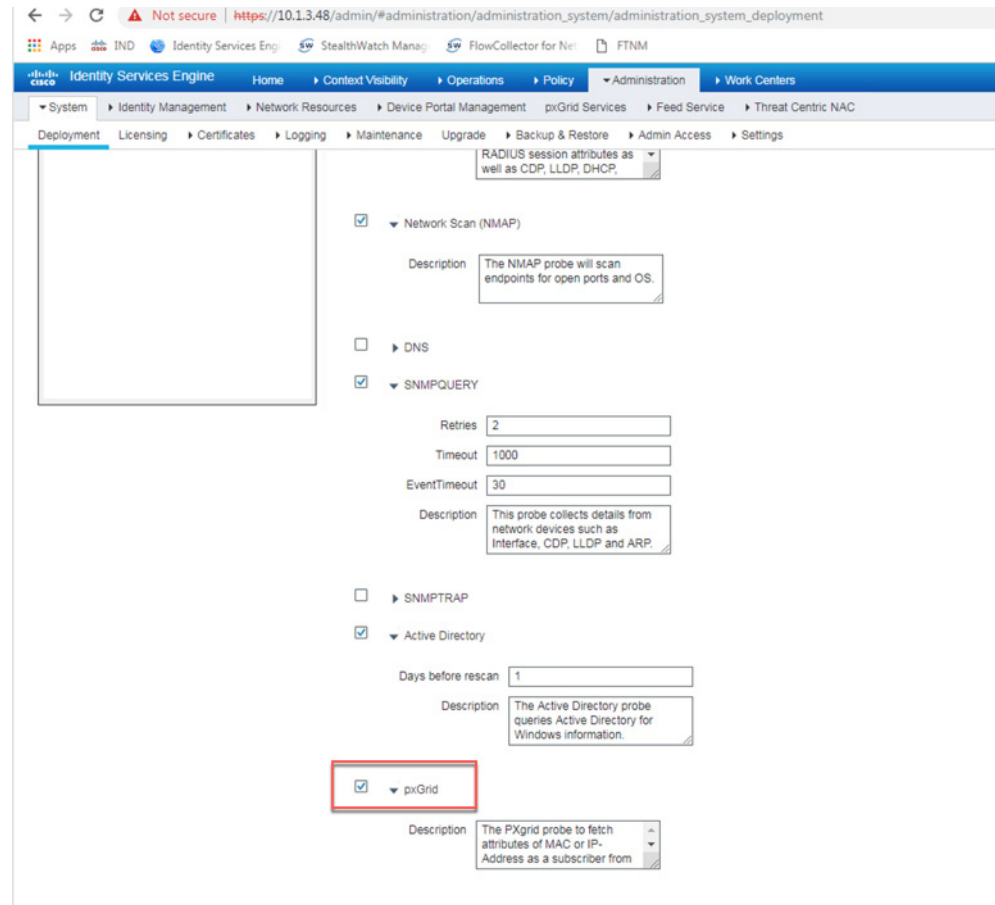 Not secure | https://10.1.3.48/admin/#administration/administration_system/administration_system_deployment
Apps IND Identity Services Eng StealthWatch Manag FlowCollector for Net FTNM
CISCO Identity Services Engine Home Context Visibility Operations Policy Administration Work Centers
System Identity Management Network Resources Device Portal Management pxGrid Services Feed Service Threat Centric NAC
Deployment Licensing Certificates Logging Maintenance Upgrade Backup & Restore Admin Access Settings
RADIUS session attributes as
well as CDP, LLDP, DHCP,
Network Scan (NMAP)
Description The NMAP probe will scan
endpoints for open ports and OS.
DNS
SNMPQUERY
Retries 2
Timeout 1000
EventTimeout 30
Description This probe collects details from
network devices such as
Interface, CDP, LLDP and ARP.
SNMPTRAP
Active Directory
Days before rescan 1
Description The Active Directory probe
queries Active Directory for
Windows information.
pxGrid
Description The PXgrid probe to fetch
attributes of MAC or IP-
Address as a subscriber from